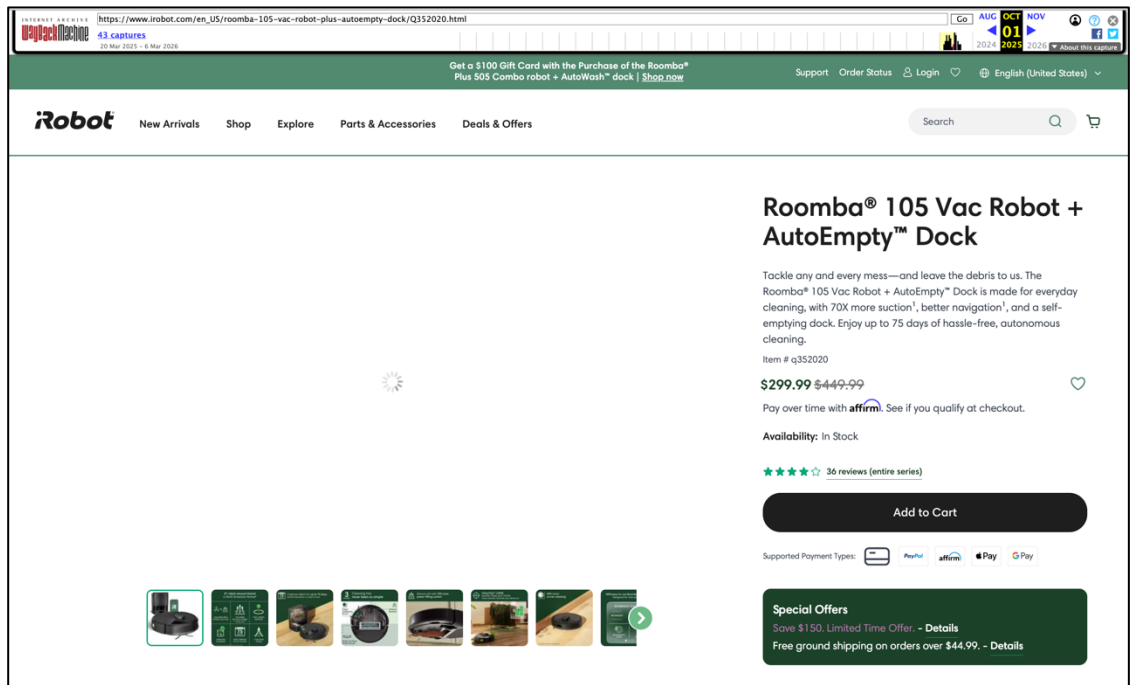 INTERNET ARCHIVE
WayBackMachine
https://www.irobot.com/en_US/roomba-105-vac-robot-plus-autoempty-dock/Q352020.html
Go
43 captures
20 Mar 2025 – 6 Mar 2026
AUG OCT NOV
01
2024 2025 2026
About this capture
Get a $100 Gift Card with the Purchase of the Roomba®
Plus 505 Combo robot + AutoWash™ dock | Shop now
Support Order Status Login English (United States)
iRobot
New Arrivals Shop Explore Parts & Accessories Deals & Offers
Search
Roomba® 105 Vac Robot +
AutoEmpty™ Dock
Tackle any and every mess—and leave the debris to us. The
Roomba® 105 Vac Robot + AutoEmpty™ Dock is made for everyday
cleaning, with 70X more suction¹, better navigation¹, and a self-
emptying dock. Enjoy up to 75 days of hassle-free, autonomous
cleaning.
Item # q352020
$299.99 $449.99
Pay over time with affirm. See if you qualify at checkout.
Availability: In Stock
36 reviews (entire series)
Add to Cart
Supported Payment Types: PayPal affirm Pay G Pay
Special Offers
Save $150. Limited Time Offer. - Details
Free ground shipping on orders over $44.99. - Details